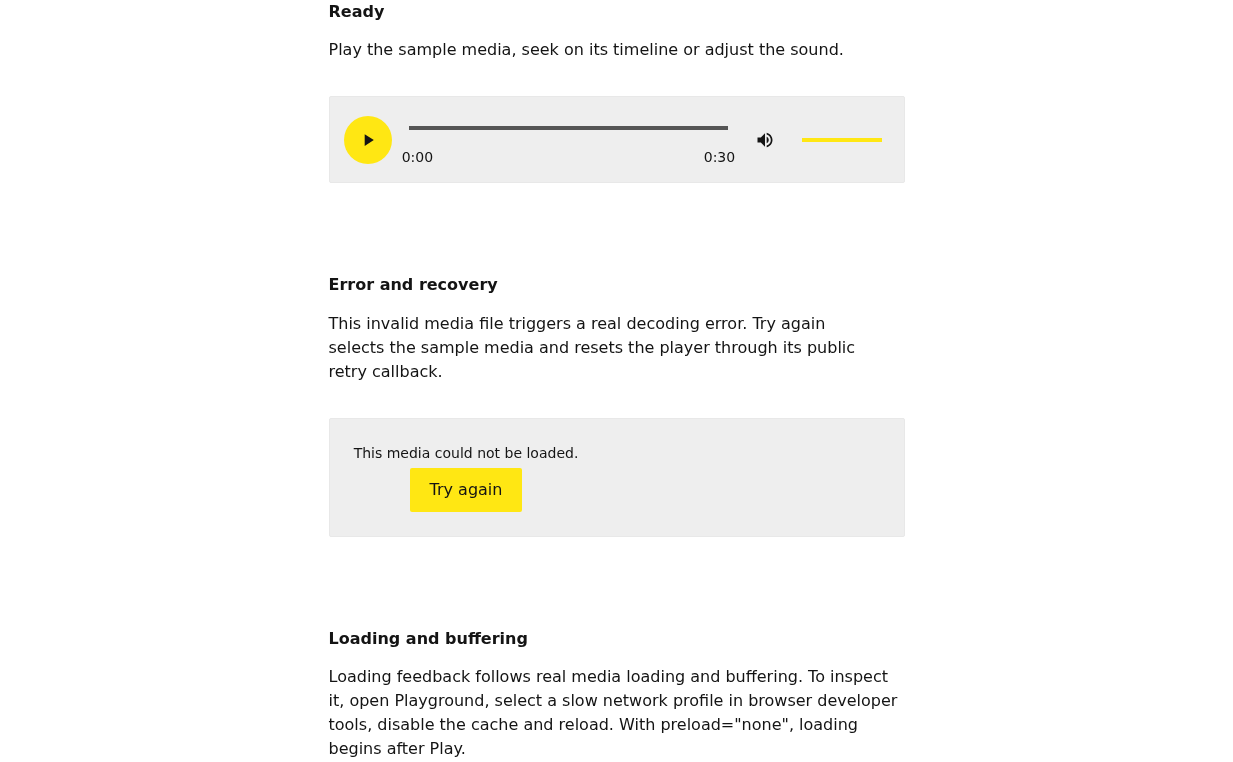 Ready
Play the sample media, seek on its timeline or adjust the sound.
0:00
0:30
Error and recovery
This invalid media file triggers a real decoding error. Try again
selects the sample media and resets the player through its public
retry callback.
This media could not be loaded.
Try again
Loading and buffering
Loading feedback follows real media loading and buffering. To inspect
it, open Playground, select a slow network profile in browser developer
tools, disable the cache and reload. With preload="none", loading
begins after Play.